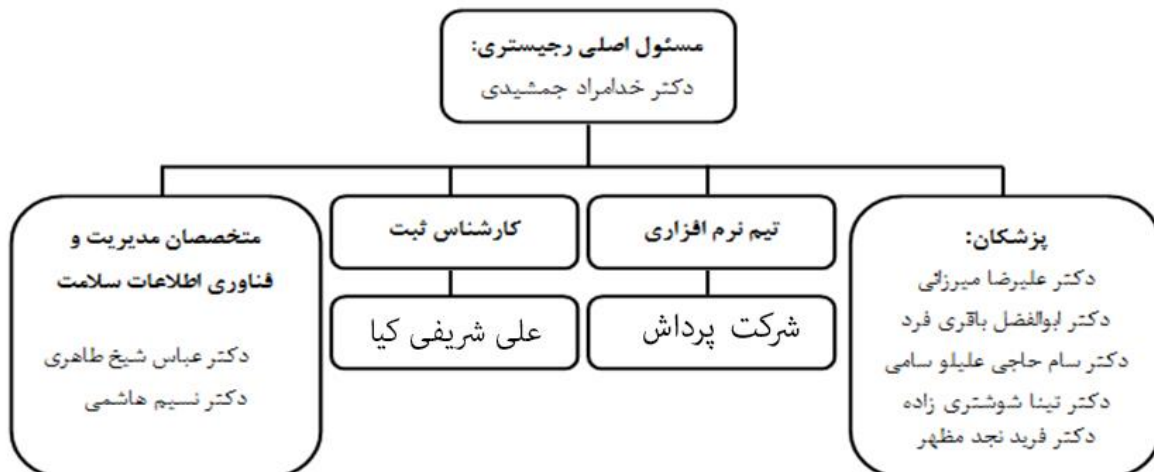 مسئول اصلی رجیستری:
دکتر خدامراد جمشیدی
پزشکان:
دکتر علیرضا میرزائی
دکتر ابوالفضل باقری فرد
دکتر سام حاجی علیلو سامی
دکتر تینا شوشتری زاده
دکتر فرید نجد مظهر
تیم نرم افزاری
شرکت پرداش
کارشناس ثبت
علی شریفی کیا
متخصصان مدیریت و
فناوری اطلاعات سلامت
دکتر عباس شیخ طاهری
دکتر نسیم هاشمی